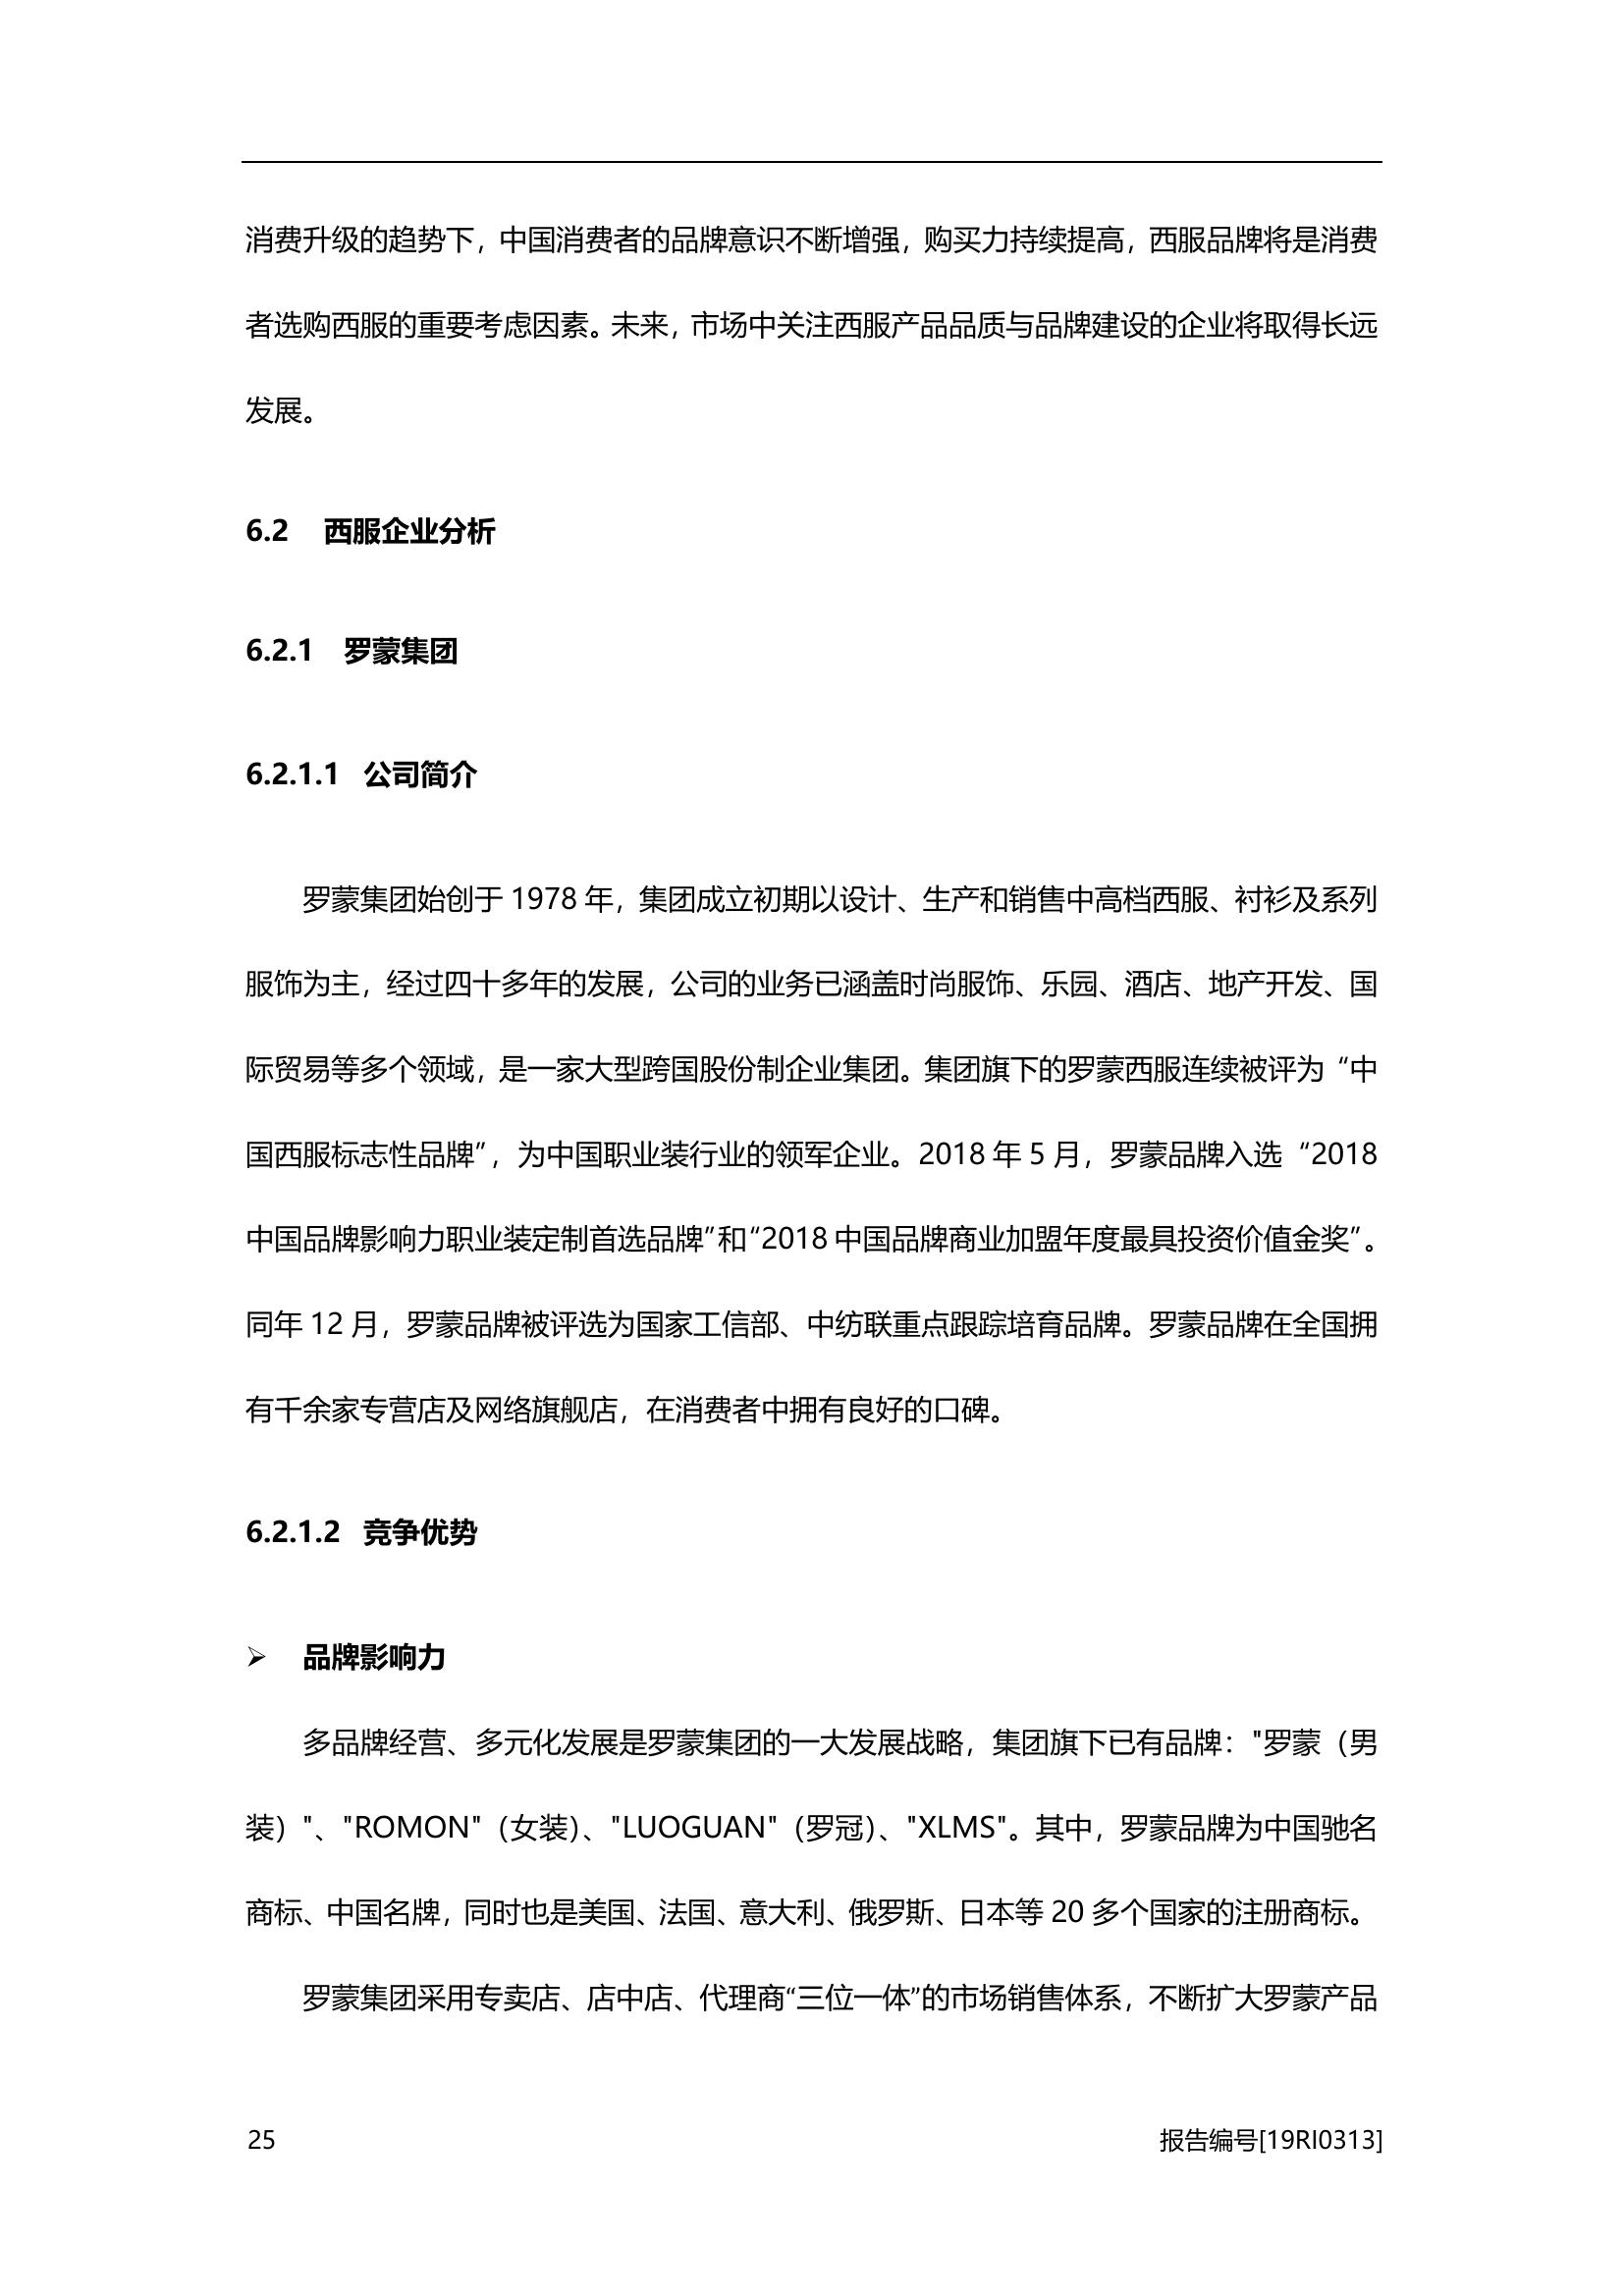 消费升级的趋势下，中国消费者的品牌意识不断增强，购买力持续提高，西服品牌将是消费
者选购西服的重要考虑因素。未来，市场中关注西服产品品质与品牌建设的企业将取得长远
发展。
6.2 西服企业分析
6.2.1 罗蒙集团
6.2.1.1 公司简介
罗蒙集团始创于 1978 年，集团成立初期以设计、生产和销售中高档西服、衬衫及系列
服饰为主，经过四十多年的发展，公司的业务已涵盖时尚服饰、乐园、酒店、地产开发、国
际贸易等多个领域，是一家大型跨国股份制企业集团。集团旗下的罗蒙西服连续被评为“中
国西服标志性品牌”，为中国职业装行业的领军企业。2018 年 5 月，罗蒙品牌入选“2018
中国品牌影响力职业装定制首选品牌”和“2018 中国品牌商业加盟年度最具投资价值金奖”。
同年 12 月，罗蒙品牌被评选为国家工信部、中纺联重点跟踪培育品牌。罗蒙品牌在全国拥
有千余家专营店及网络旗舰店，在消费者中拥有良好的口碑。
6.2.1.2 竞争优势
➢ 品牌影响力
多品牌经营、多元化发展是罗蒙集团的一大发展战略，集团旗下已有品牌："罗蒙（男
装）"、"ROMON"（女装）、"LUOGUAN"（罗冠）、"XLMS"。其中，罗蒙品牌为中国驰名
商标、中国名牌，同时也是美国、法国、意大利、俄罗斯、日本等 20 多个国家的注册商标。
罗蒙集团采用专卖店、店中店、代理商“三位一体”的市场销售体系，不断扩大罗蒙产品
25 报告编号[19RI0313]